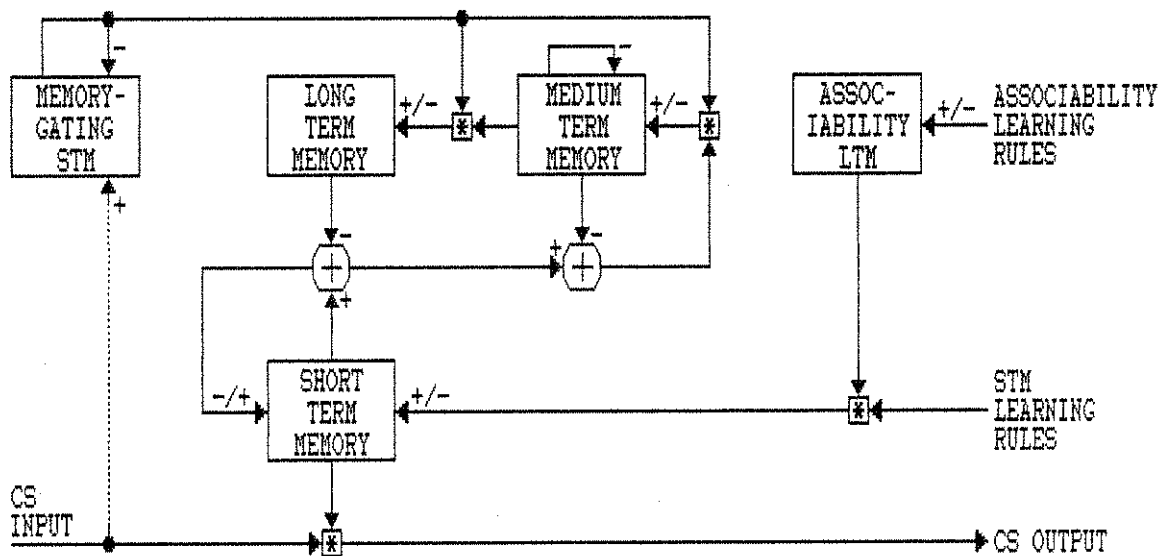 MEMORY-
GATING
STM
LONG
TERM
MEMORY
MEDIUM
TERM
MEMORY
ASSOC-
IABILITY
LTM
ASSOCIABILITY
LEARNING
RULES
-
+/-
*
-
+/-
*
+/-
+
-
+
+
-
+
+
-/+
SHORT
TERM
MEMORY
+/-
*
STM
LEARNING
RULES
CS
INPUT
*
CS OUTPUT